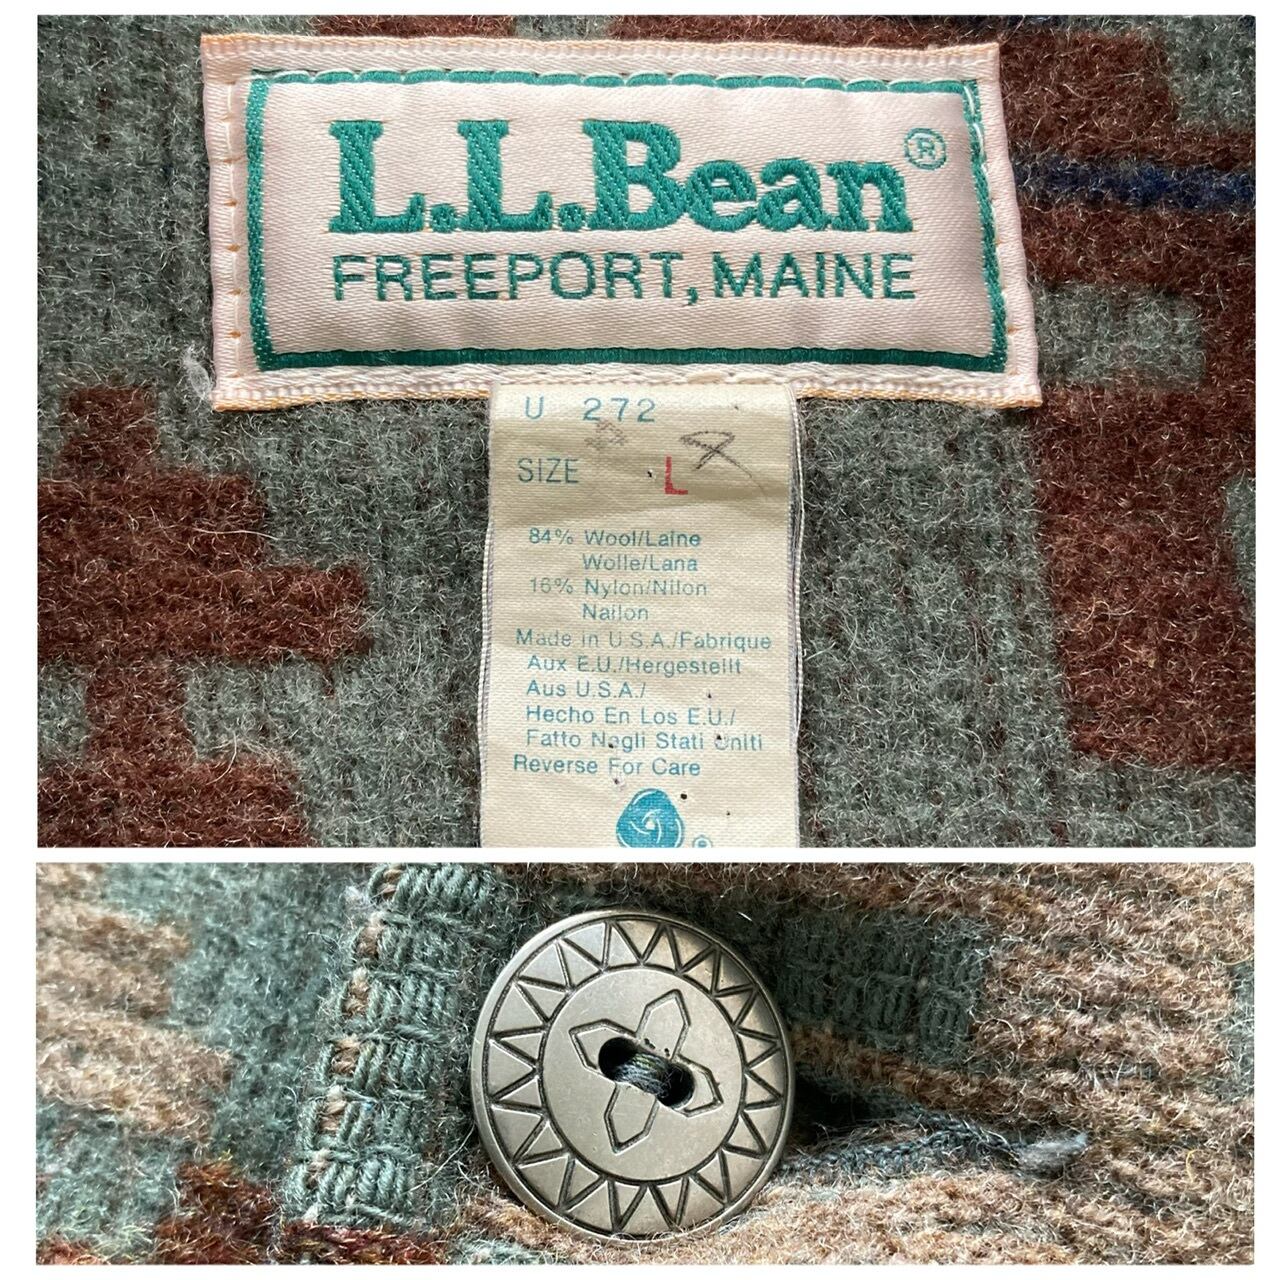 L.L.Bean®
FREEPORT, MAINE
U 272
SIZE L
84% Wool/Laine
Wolle/Lana
16% Nylon/Nilon
Nailon
Made in U.S.A./Fabrique
Aux E.U./Hergestellt
Aus U.S.A./
Hecho En Los E.U./
Fatto Negli Stati Uniti
Reverse For Care
®